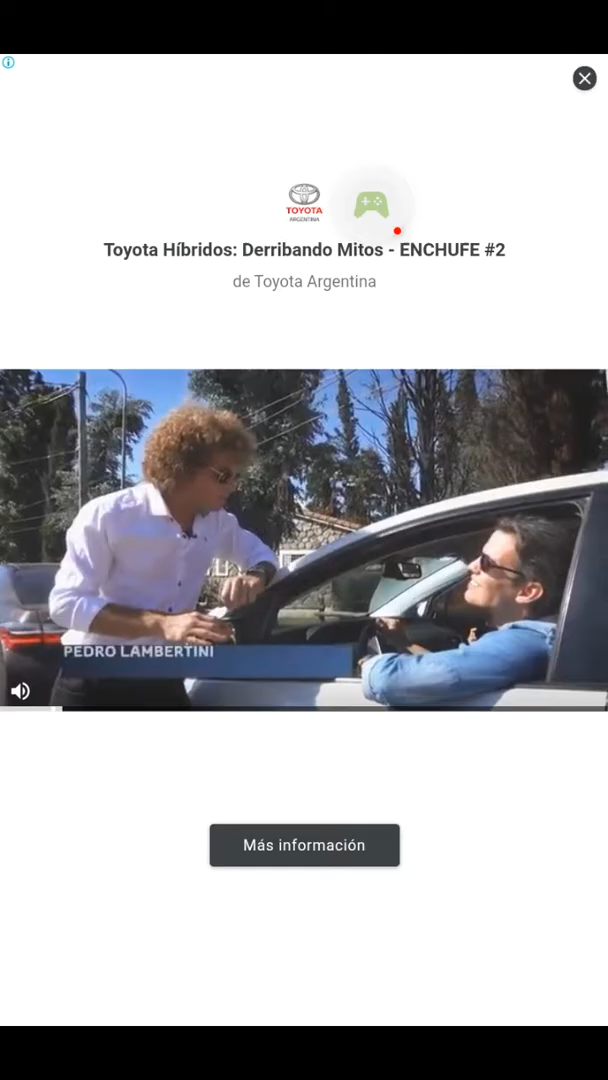 TOYOTA
ARGENTINA
Toyota Híbridos: Derribando Mitos - ENCHUFE #2
de Toyota Argentina
PEDRO LAMBERTINI
Más información